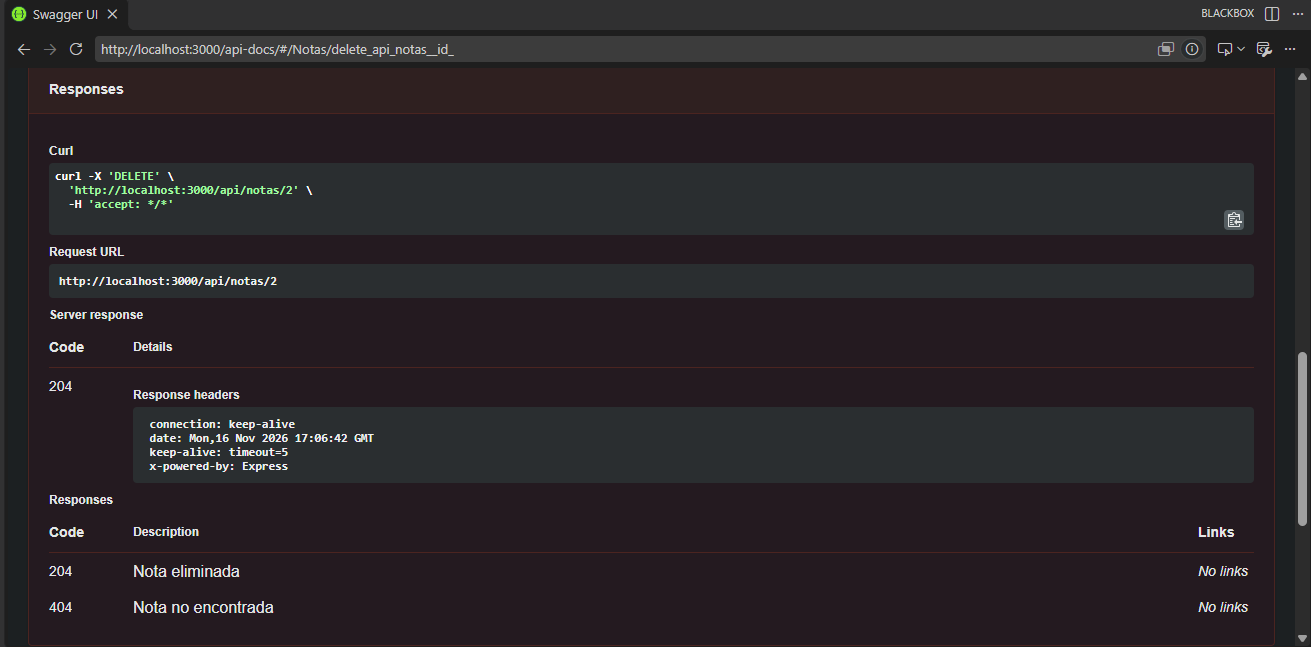 Swagger UI
BLACKBOX
http://localhost:3000/api-docs/#/Notas/delete_api_notas__id_
Responses
Curl
curl -X 'DELETE' \
'http://localhost:3000/api/notas/2' \
-H 'accept: */*'
Request URL
http://localhost:3000/api/notas/2
Server response
Code Details
204
Response headers
connection: keep-alive
date: Mon,16 Nov 2026 17:06:42 GMT
keep-alive: timeout=5
x-powered-by: Express
Responses
Code Description Links
204 Nota eliminada No links
404 Nota no encontrada No links